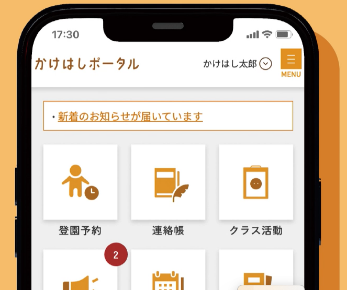 17:30
かけはしポータル
かけはし太郎
MENU
・新着のお知らせが届いています
登園予約
連絡帳
クラス活動
2